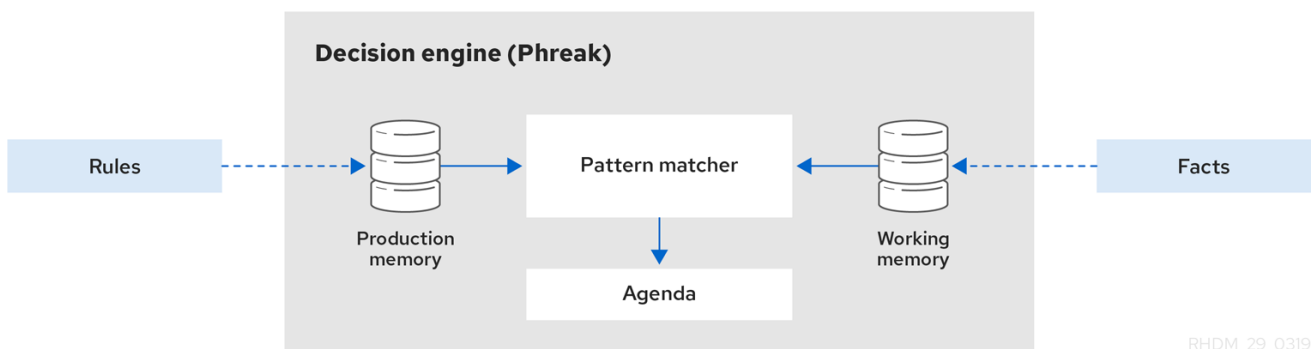 Decision engine (Phreak)
Rules
Pattern matcher
Facts
Production
memory
Working
memory
Agenda
RHDM_29_0319